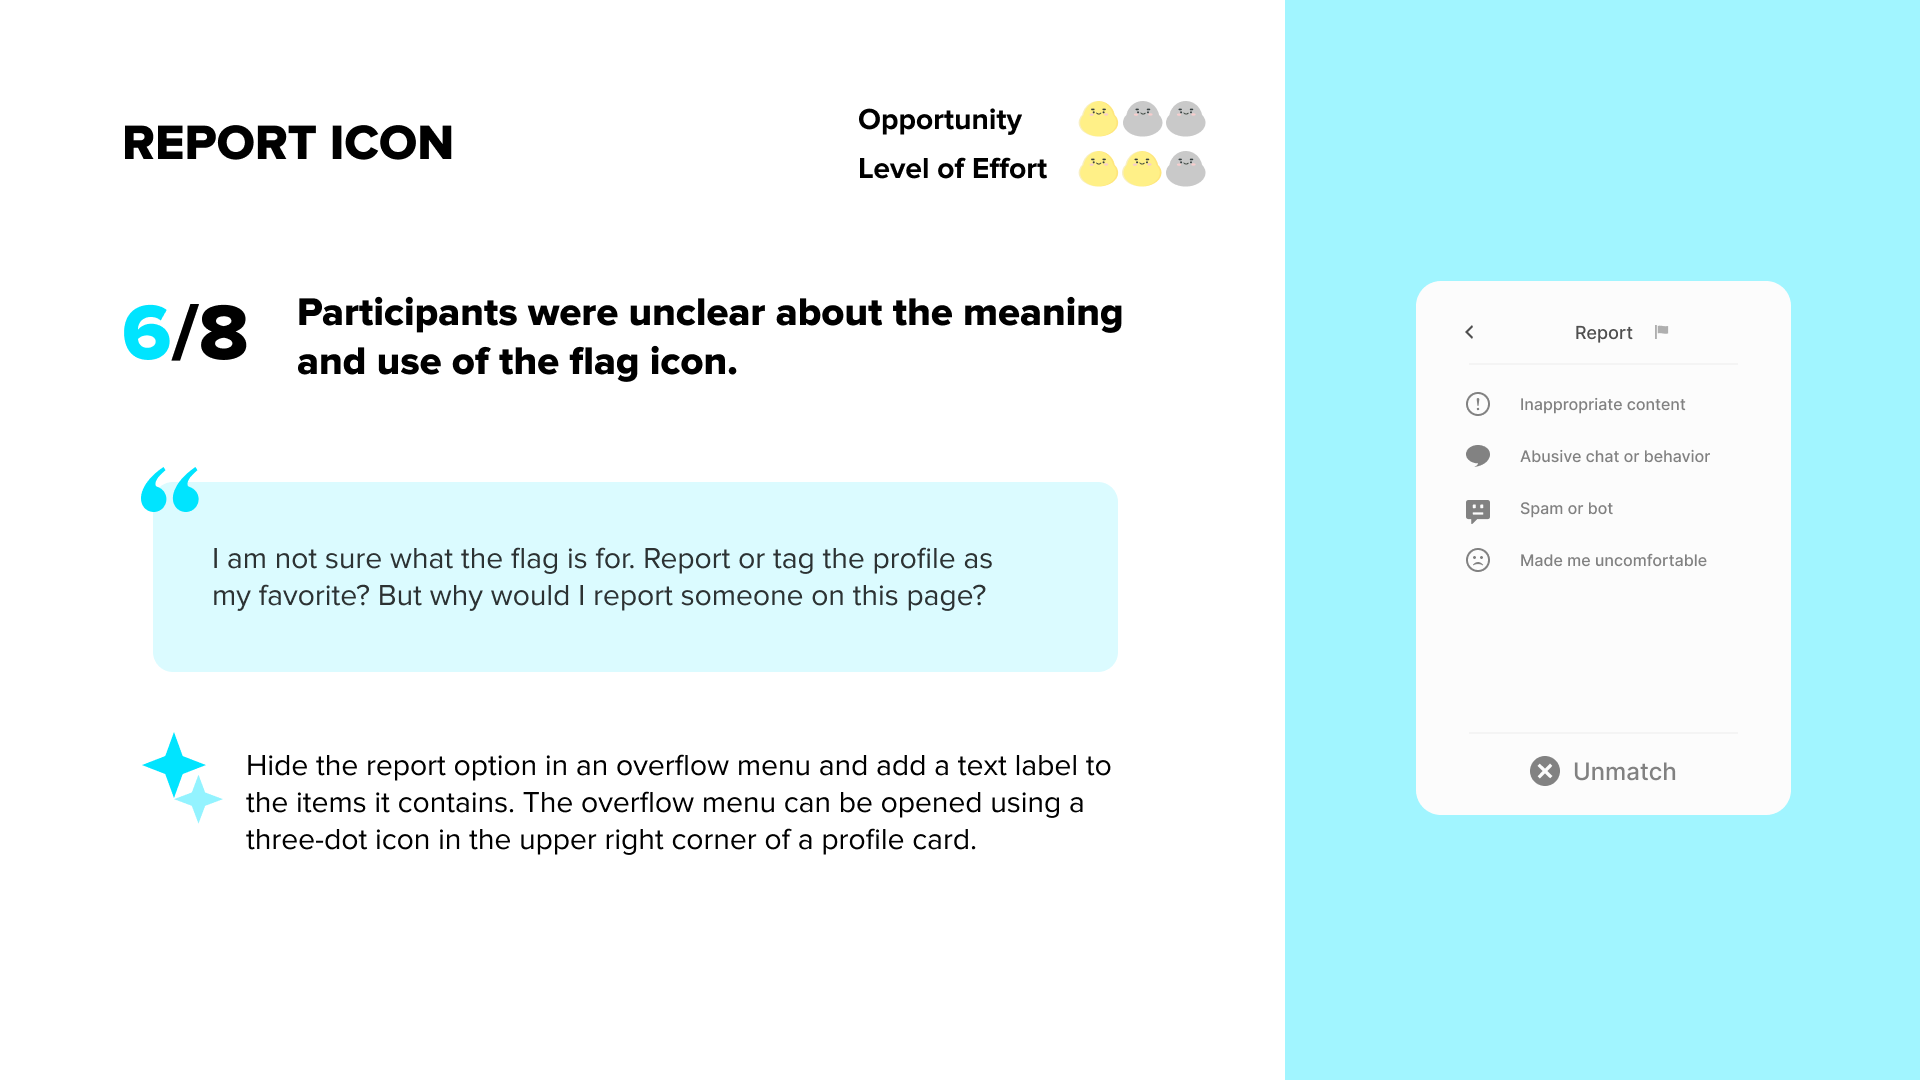 REPORT ICON
Opportunity
Level of Effort
6/8
Participants were unclear about the meaning
and use of the flag icon.
“
I am not sure what the flag is for. Report or tag the profile as
my favorite? But why would I report someone on this page?
Hide the report option in an overflow menu and add a text label to
the items it contains. The overflow menu can be opened using a
three-dot icon in the upper right corner of a profile card.
Report
Inappropriate content
Abusive chat or behavior
Spam or bot
Made me uncomfortable
Unmatch